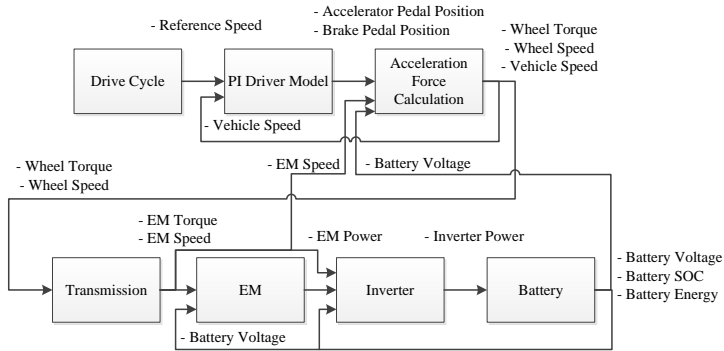 - Reference Speed
- Accelerator Pedal Position
- Brake Pedal Position
- Wheel Torque
- Wheel Speed
- Vehicle Speed
Drive Cycle
PI Driver Model
Acceleration
Force
Calculation
- Vehicle Speed
- EM Speed
- Battery Voltage
- Wheel Torque
- Wheel Speed
- EM Torque
- EM Speed
- EM Power
- Inverter Power
- Battery Voltage
- Battery SOC
- Battery Energy
Transmission
EM
Inverter
Battery
- Battery Voltage